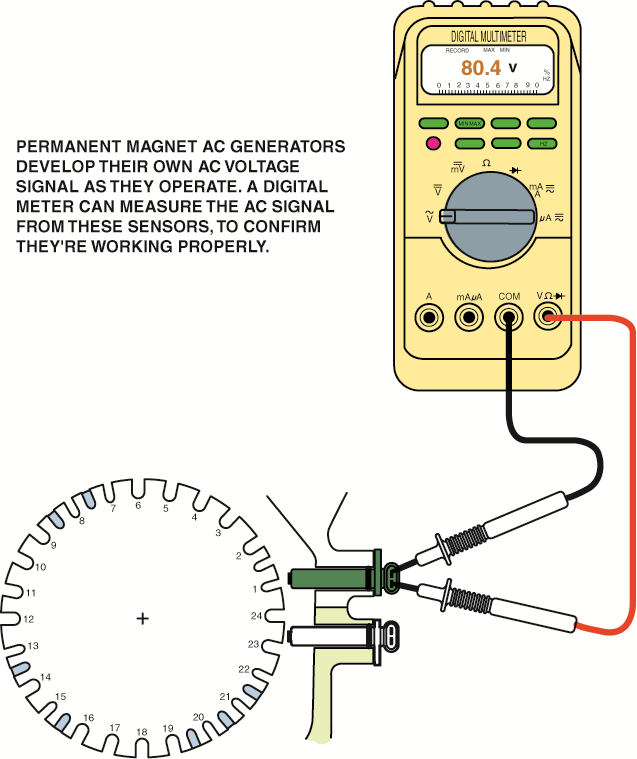 DIGITAL MULTIMETER
RECORD MAX MIN
80.4 V
HZ
0 1 2 3 4 5 6 7 8 9 0
MIN MAX
HZ
PERMANENT MAGNET AC GENERATORS
DEVELOP THEIR OWN AC VOLTAGE
SIGNAL AS THEY OPERATE. A DIGITAL
METER CAN MEASURE THE AC SIGNAL
FROM THESE SENSORS, TO CONFIRM
THEY'RE WORKING PROPERLY.
mV
Ω
V
mA
A
V
µA
A
mAµA
COM
VΩ
1
2
3
4
5
6
7
8
9
10
11
12
13
14
15
16
17
18
19
20
21
22
23
24